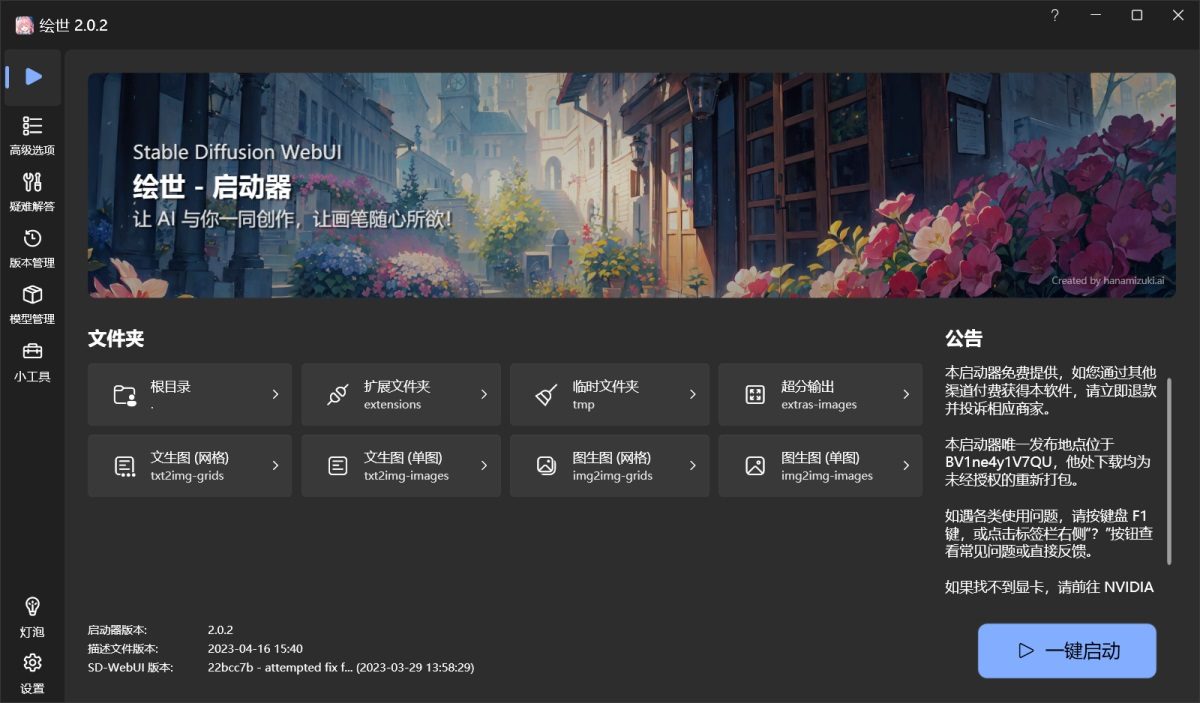 绘世 2.0.2
?
高级选项
疑难解答
版本管理
模型管理
小工具
灯泡
设置
Stable Diffusion WebUI
绘世 - 启动器
让 AI 与你一同创作，让画笔随心所欲！
Created by hanamizuki.ai
文件夹
根目录
.
扩展文件夹
extensions
临时文件夹
tmp
超分输出
extras-images
文生图 (网格)
txt2img-grids
文生图 (单图)
txt2img-images
图生图 (网格)
img2img-grids
图生图 (单图)
img2img-images
公告
本启动器免费提供，如您通过其他
渠道付费获得本软件，请立即退款
并投诉相应商家。
本启动器唯一发布地点位于
BV1ne4y1V7QU，他处下载均为
未经授权的重新打包。
如遇各类使用问题，请按键盘 F1
键，或点击标签栏右侧“？”按钮查
看常见问题或直接反馈。
如果找不到显卡，请前往 NVIDIA
启动器版本: 2.0.2
描述文件版本: 2023-04-16 15:40
SD-WebUI 版本: 22bcc7b - attempted fix f... (2023-03-29 13:58:29)
一键启动